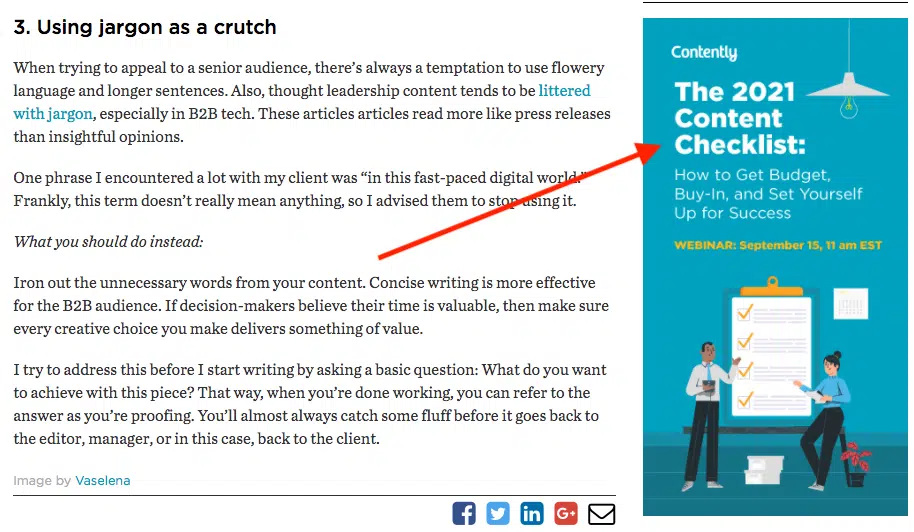 3. Using jargon as a crutch
When trying to appeal to a senior audience, there’s always a temptation to use flowery
language and longer sentences. Also, thought leadership content tends to be littered
with jargon, especially in B2B tech. These articles articles read more like press releases
than insightful opinions.
One phrase I encountered a lot with my client was “in this fast-paced digital world.”
Frankly, this term doesn’t really mean anything, so I advised them to stop using it.
What you should do instead:
Iron out the unnecessary words from your content. Concise writing is more effective
for the B2B audience. If decision-makers believe their time is valuable, then make sure
every creative choice you make delivers something of value.
I try to address this before I start writing by asking a basic question: What do you want
to achieve with this piece? That way, when you’re done working, you can refer to the
answer as you’re proofing. You’ll almost always catch some fluff before it goes back to
the editor, manager, or in this case, back to the client.
Image by Vaselena
Contently
The 2021
Content
Checklist:
How to Get Budget,
Buy-In, and Set Yourself
Up for Success
WEBINAR: September 15, 11 am EST